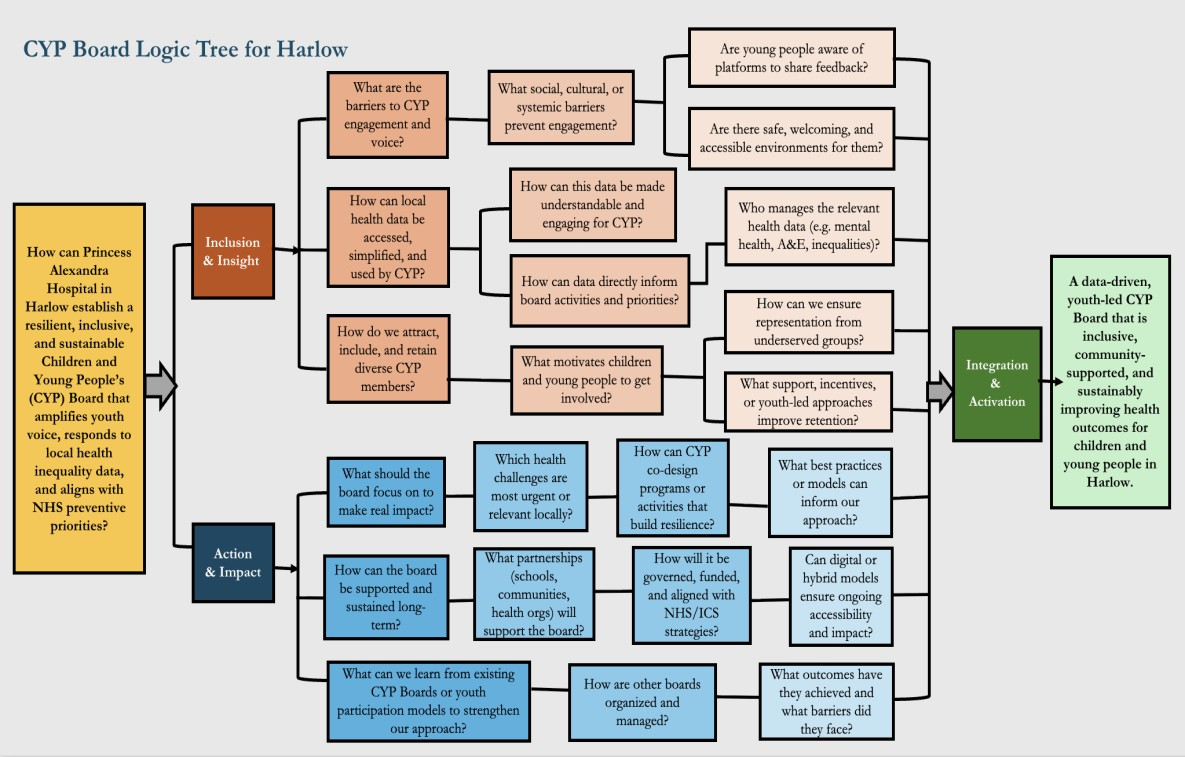 CYP Board Logic Tree for Harlow
How can Princess
Alexandra
Hospital in
Harlow establish a
resilient, inclusive,
and sustainable
Children and
Young People's
(CYP) Board that
amplifies youth
voice, responds to
local health
inequality data,
and aligns with
NHS preventive
priorities?
Inclusion
& Insight
What are the
barriers to CYP
engagement and
voice?
What social, cultural, or
systemic barriers
prevent engagement?
Are young people aware of
platforms to share feedback?
Are there safe, welcoming, and
accessible environments for them?
How can local
health data be
accessed,
simplified, and
used by CYP?
How can this data be made
understandable and
engaging for CYP?
How can data directly inform
board activities and priorities?
Who manages the relevant
health data (e.g. mental
health, A&E, inequalities)?
How do we attract,
include, and retain
diverse CYP
members?
What motivates children
and young people to get
involved?
How can we ensure
representation from
underserved groups?
What support, incentives,
or youth-led approaches
improve retention?
Action
& Impact
What should the
board focus on to
make real impact?
Which health
challenges are
most urgent or
relevant locally?
How can CYP
co-design
programs or
activities that
build resilience?
What best practices
or models can
inform our
approach?
How can the board
be supported and
sustained long-
term?
What partnerships
(schools,
communities,
health orgs) will
support the board?
How will it be
governed, funded,
and aligned with
NHS/ICS
strategies?
Can digital or
hybrid models
ensure ongoing
accessibility
and impact?
What can we learn from existing
CYP Boards or youth
participation models to strengthen
our approach?
How are other boards
organized and
managed?
What outcomes have
they achieved and
what barriers did
they face?
Integration
&
Activation
A data-driven,
youth-led CYP
Board that is
inclusive,
community-
supported, and
sustainably
improving health
outcomes for
children and
young people in
Harlow.